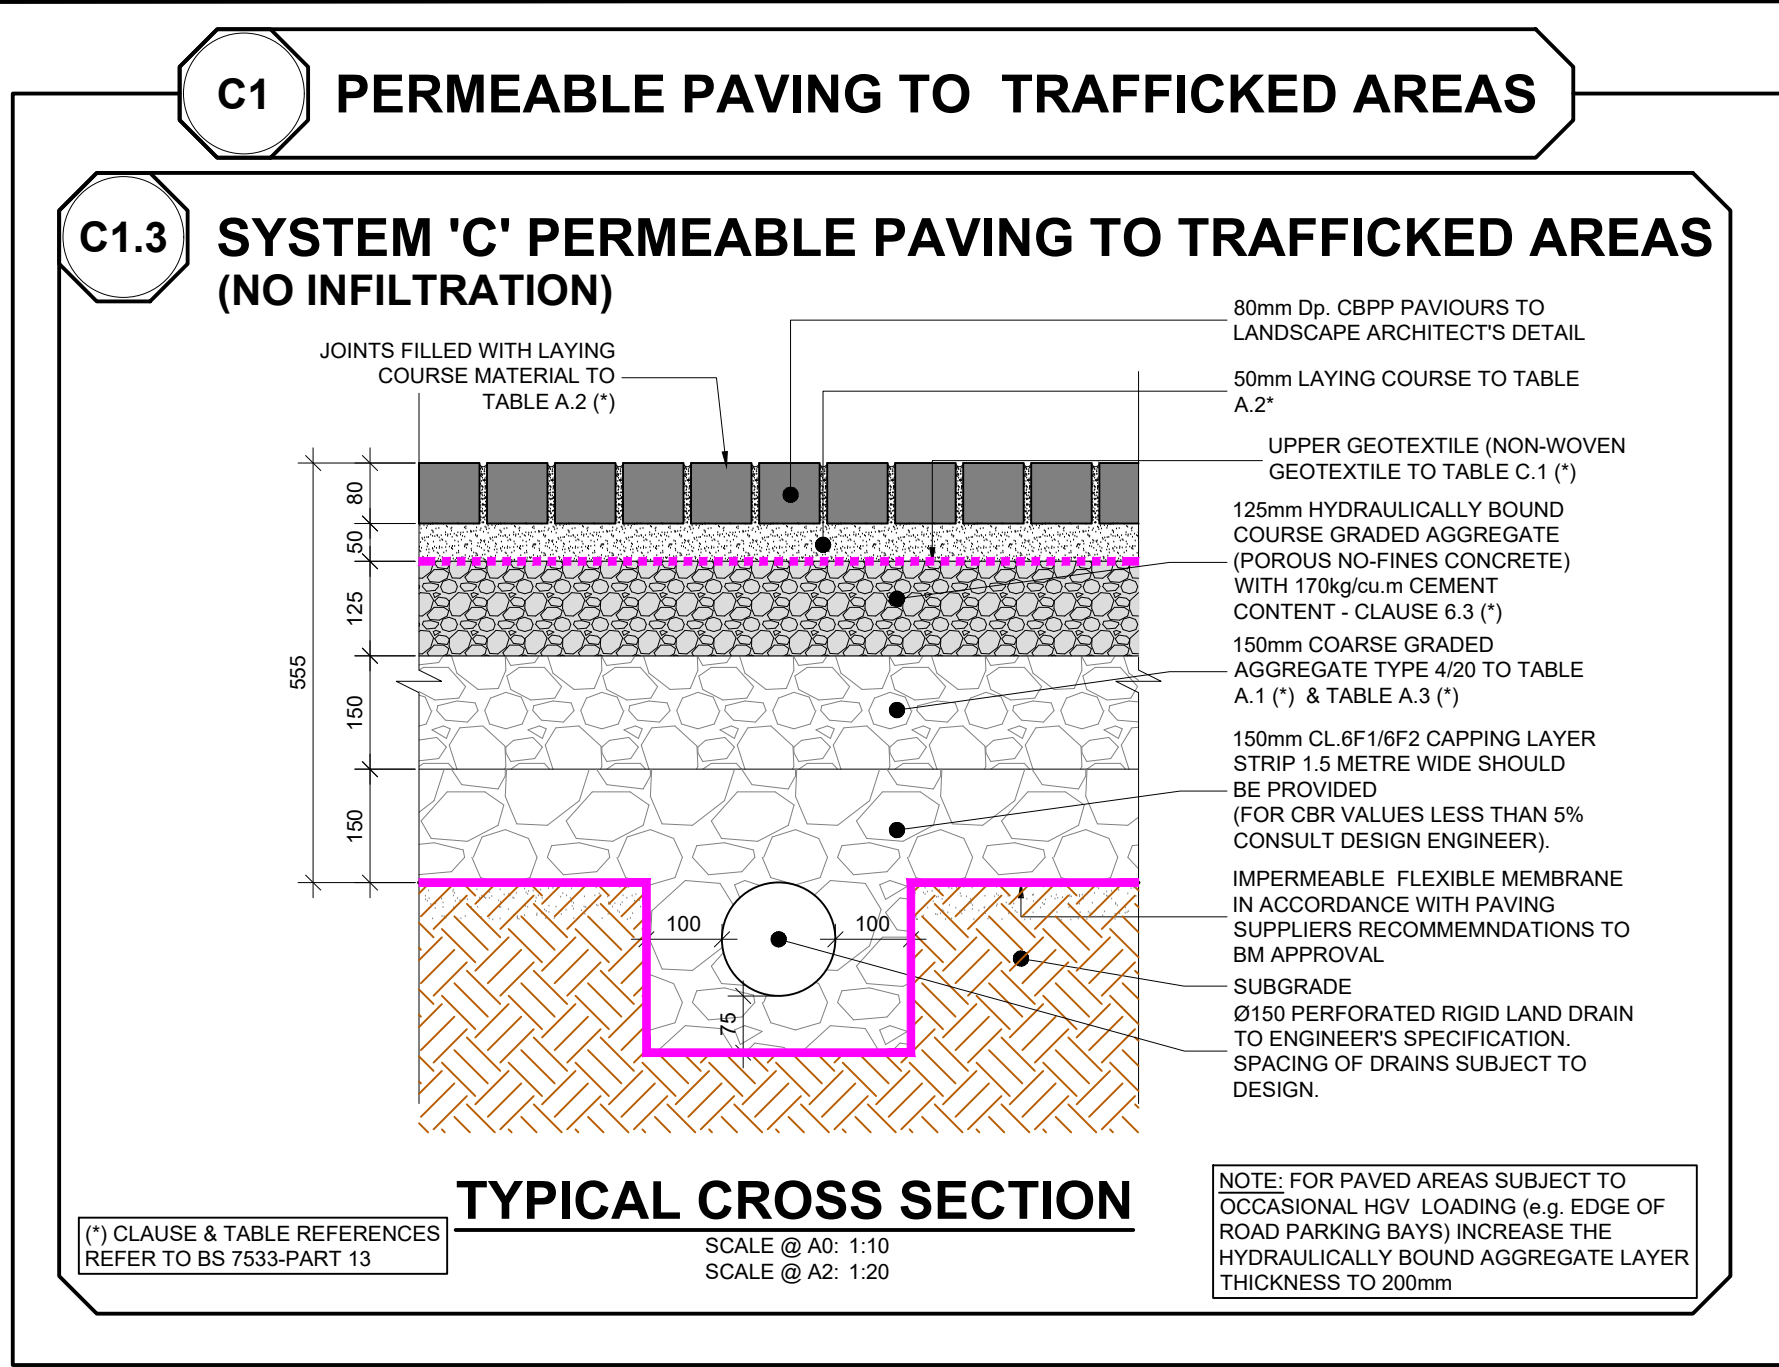 C1
PERMEABLE PAVING TO TRAFFICKED AREAS
C1.3
SYSTEM 'C' PERMEABLE PAVING TO TRAFFICKED AREAS
(NO INFILTRATION)
JOINTS FILLED WITH LAYING
COURSE MATERIAL TO
TABLE A.2 (*)
80mm Dp. CBPP PAVIOURS TO
LANDSCAPE ARCHITECT'S DETAIL
50mm LAYING COURSE TO TABLE
A.2*
UPPER GEOTEXTILE (NON-WOVEN
GEOTEXTILE TO TABLE C.1 (*)
125mm HYDRAULICALLY BOUND
COURSE GRADED AGGREGATE
(POROUS NO-FINES CONCRETE)
WITH 170kg/cu.m CEMENT
CONTENT - CLAUSE 6.3 (*)
150mm COARSE GRADED
AGGREGATE TYPE 4/20 TO TABLE
A.1 (*) & TABLE A.3 (*)
150mm CL.6F1/6F2 CAPPING LAYER
STRIP 1.5 METRE WIDE SHOULD
BE PROVIDED
(FOR CBR VALUES LESS THAN 5%
CONSULT DESIGN ENGINEER).
IMPERMEABLE FLEXIBLE MEMBRANE
IN ACCORDANCE WITH PAVING
SUPPLIERS RECOMMEMNDATIONS TO
BM APPROVAL
SUBGRADE
Ø150 PERFORATED RIGID LAND DRAIN
TO ENGINEER'S SPECIFICATION.
SPACING OF DRAINS SUBJECT TO
DESIGN.
555
80
50
125
150
150
100
100
75
TYPICAL CROSS SECTION
SCALE @ A0: 1:10
SCALE @ A2: 1:20
(*) CLAUSE & TABLE REFERENCES
REFER TO BS 7533-PART 13
NOTE: FOR PAVED AREAS SUBJECT TO
OCCASIONAL HGV LOADING (e.g. EDGE OF
ROAD PARKING BAYS) INCREASE THE
HYDRAULICALLY BOUND AGGREGATE LAYER
THICKNESS TO 200mm